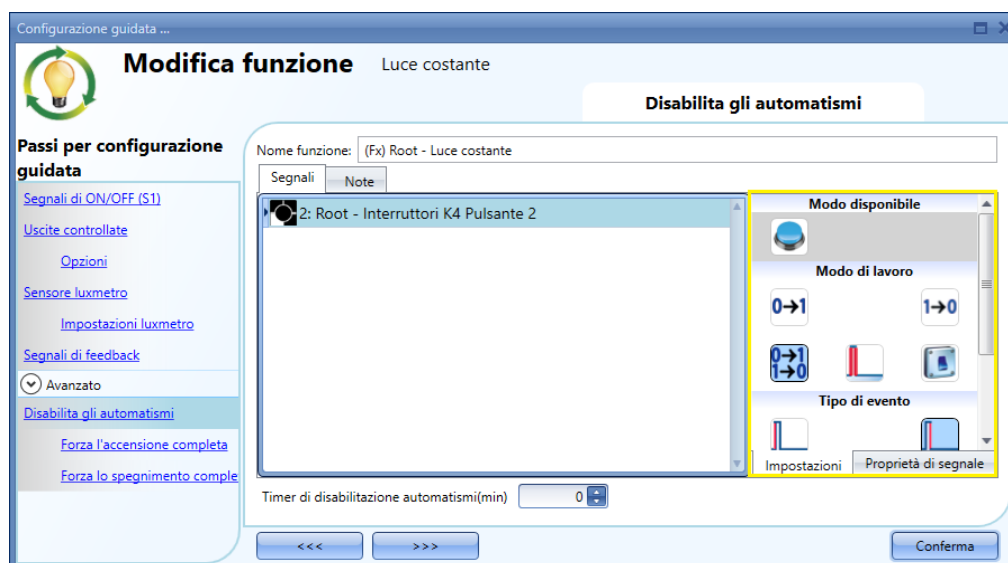 Configurazione guidata ...
Modifica funzione
Luce costante
Disabilita gli automatismi
Passi per configurazione
guidata
Segnali di ON/OFF (S1)
Uscite controllate
Opzioni
Sensore luxmetro
Impostazioni luxmetro
Segnali di feedback
Avanzato
Disabilita gli automatismi
Forza l'accensione completa
Forza lo spegnimento comple
Nome funzione:
(Fx) Root - Luce costante
Segnali
Note
2: Root - Interruttori K4 Pulsante 2
Modo disponibile
Modo di lavoro
0→1
1→0
0→1
1→0
Tipo di evento
Impostazioni
Proprietà di segnale
Timer di disabilitazione automatismi(min)
0
<<<
>>>
Conferma